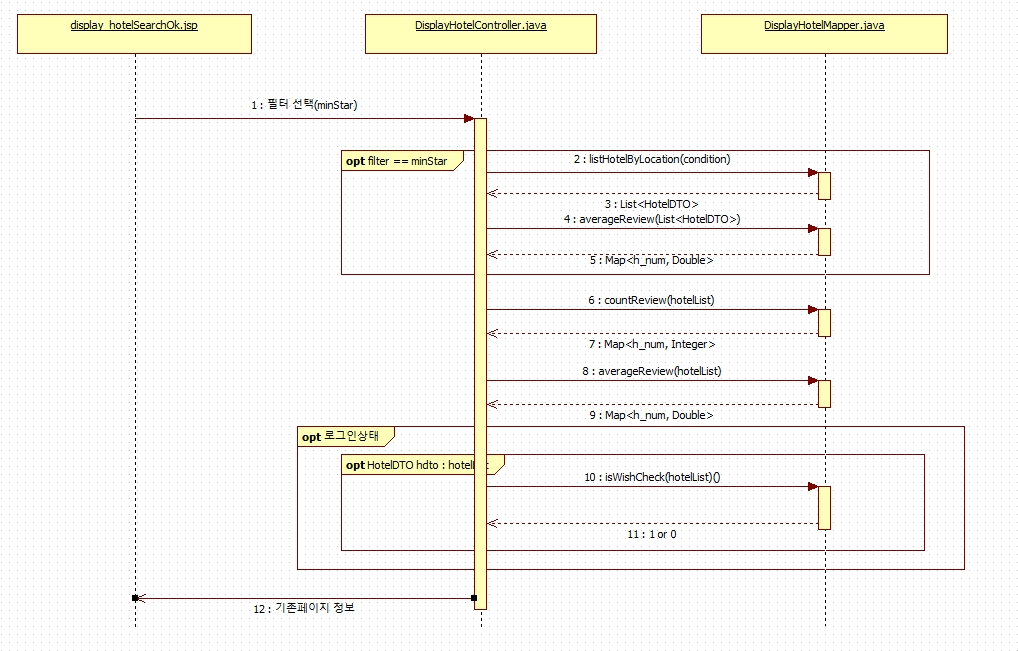 display_hotelSearchOk.jsp
DisplayHotelController.java
DisplayHotelMapper.java
1 : 필터 선택(minStar)
opt filter == minStar
2 : listHotelByLocation(condition)
3 : List<HotelDTO>
4 : averageReview(List<HotelDTO>)
5 : Map<h_num, Double>
6 : countReview(hotelList)
7 : Map<h_num, Integer>
8 : averageReview(hotelList)
9 : Map<h_num, Double>
opt 로그인상태
opt HotelDTO hdto :
10 : isWishCheck(hotelList)()
11 : 1 or 0
12 : 기존페이지 정보